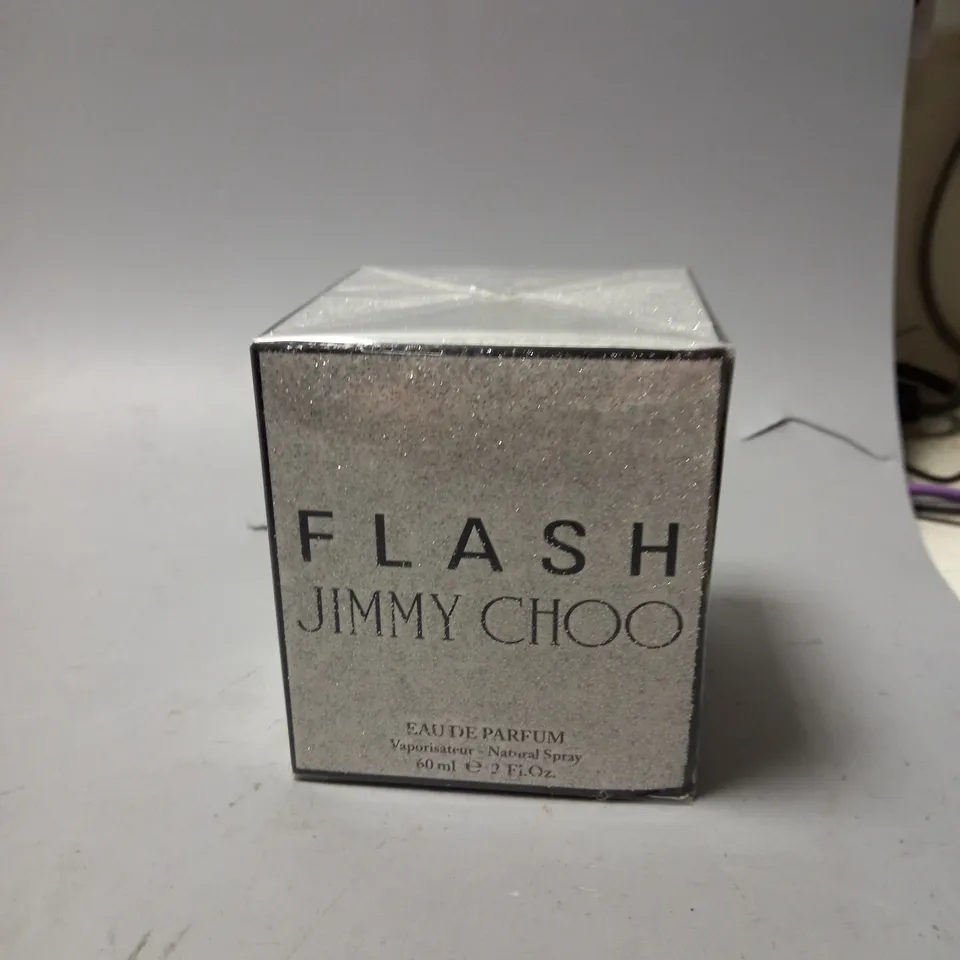 FLASH
JIMMY CHOO
EAU DE PARFUM
Vaporisateur - Natural Spray
60 ml ℮ 2 Fl.Oz.